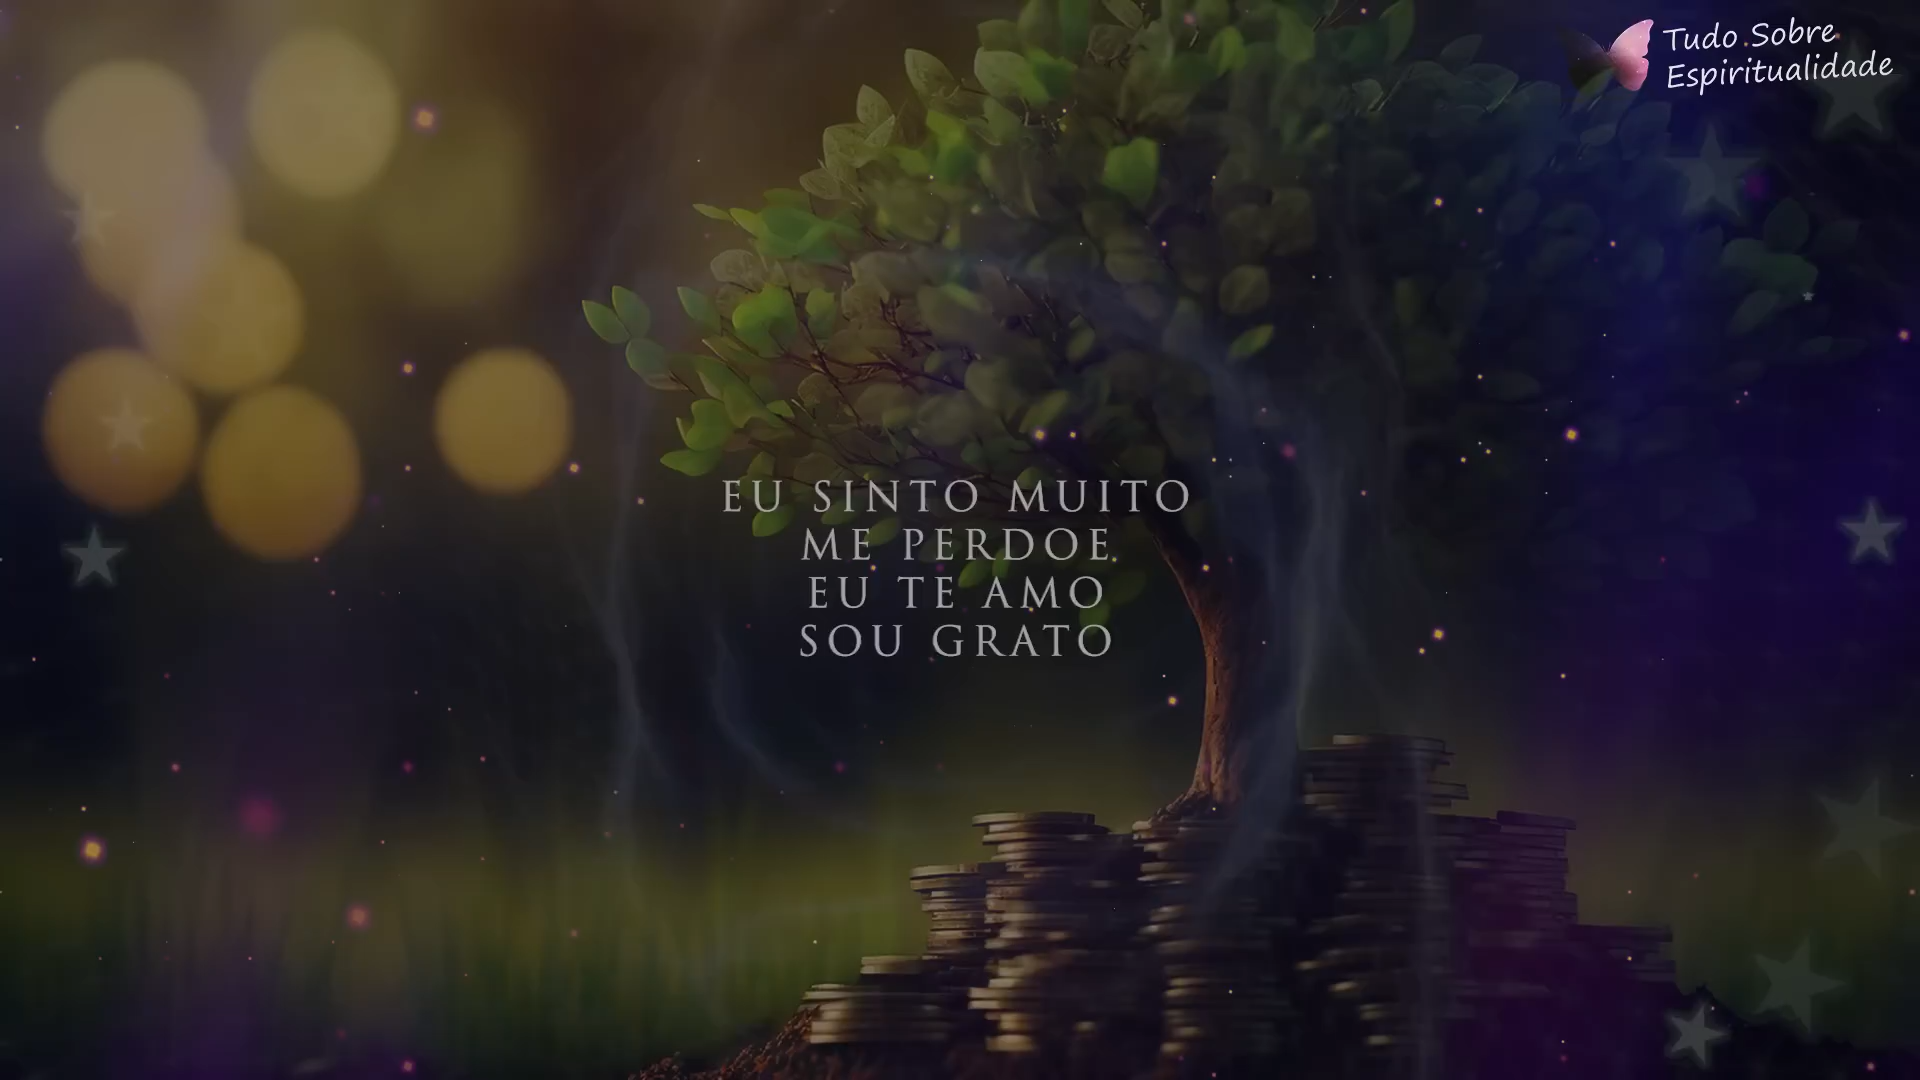 Tudo Sobre
Espiritualidade
EU SINTO MUITO
ME PERDOE
EU TE AMO
SOU GRATO